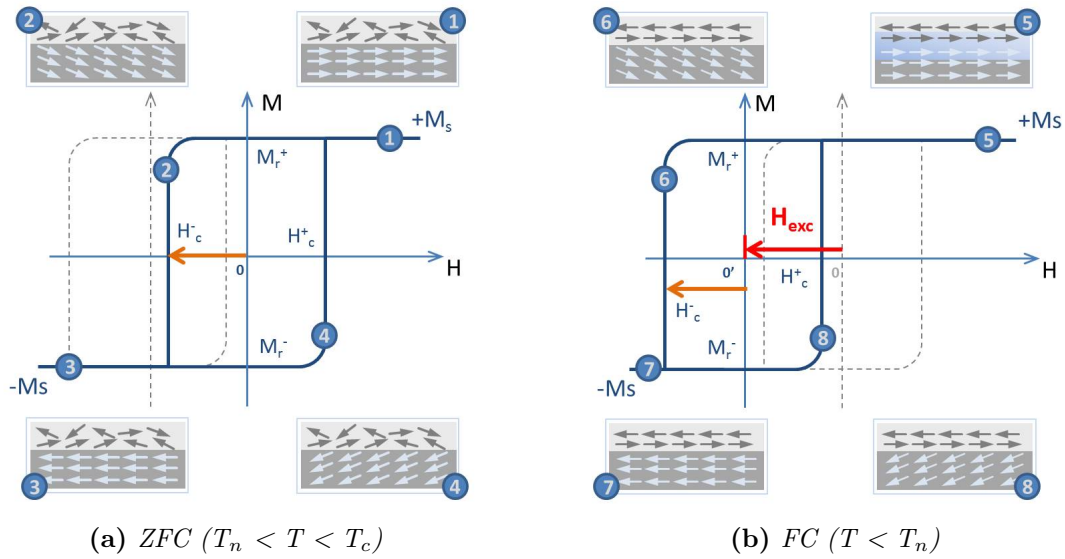 2
1
6
5
M
+Ms
1
2
Mr+
H-c
H+c
0
H
4
Mr-
3
-Ms
M
+Ms
5
6
Mr+
Hexc
0'
H+c
0
H
H-c
8
Mr-
7
-Ms
3
4
7
8
(a) ZFC (Tn < T < Tc)
(b) FC (T < Tn)